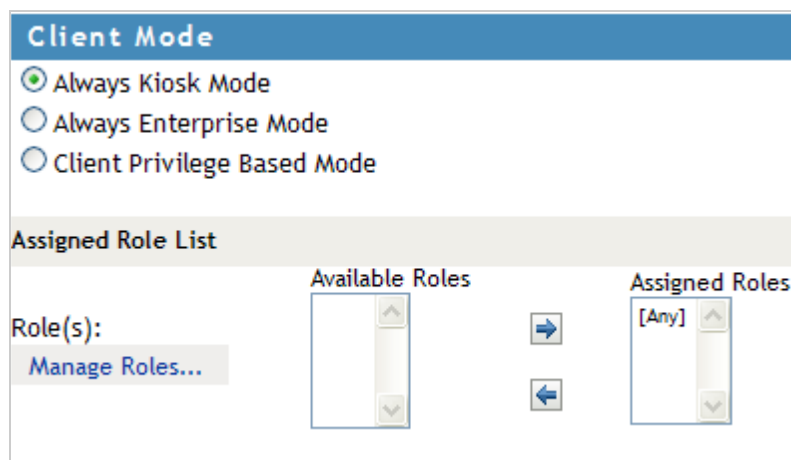 Client Mode
Always Kiosk Mode
Always Enterprise Mode
Client Privilege Based Mode
Assigned Role List
Available Roles
Assigned Roles
[Any]
Role(s):
Manage Roles...